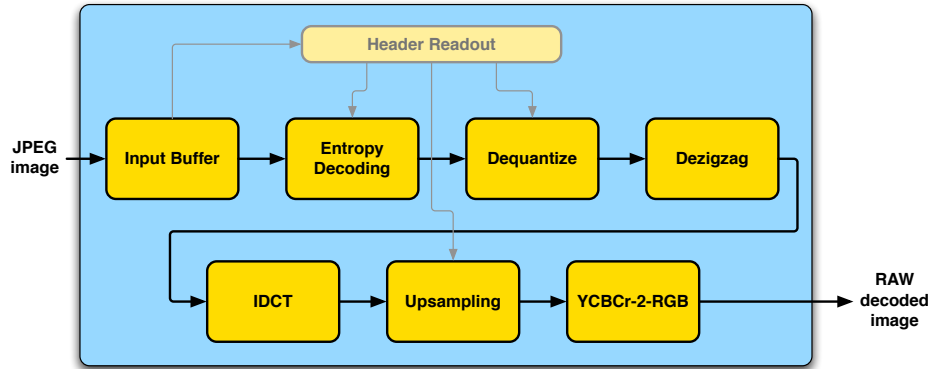 Header Readout
JPEG
image
Input Buffer
Entropy
Decoding
Dequantize
Dezigzag
IDCT
Upsampling
YCBCr-2-RGB
RAW
decoded
image